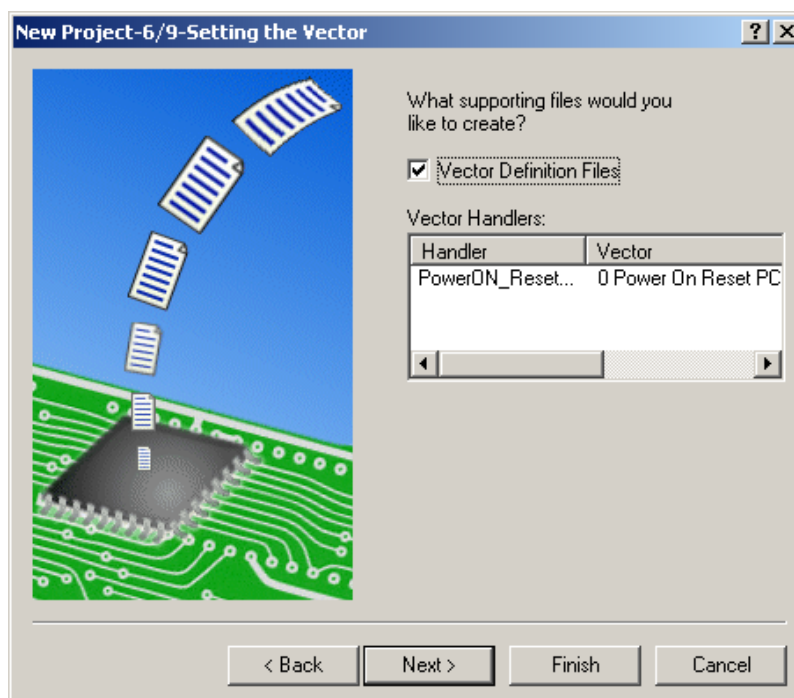 New Project-6/9-Setting the Vector
What supporting files would you
like to create?
Vector Definition Files
Vector Handlers:
Handler Vector
PowerON_Reset... 0 Power On Reset PC
< Back Next > Finish Cancel